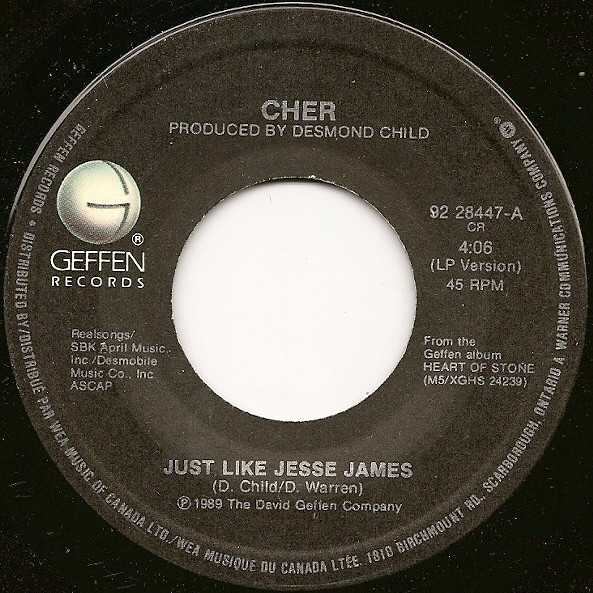 CHER
PRODUCED BY DESMOND CHILD
GEFFEN ®
RECORDS
92 28447-A
CR
4:06
(LP Version)
45 RPM
Realsongs/
SBK April Music,
Inc./Desmobile
Music Co., Inc.
ASCAP
From the
Geffen album
HEART OF STONE
(M5/XGHS 24239)
JUST LIKE JESSE JAMES
(D. Child/D. Warren)
℗ 1989 The David Geffen Company
GEFFEN RECORDS • DISTRIBUTED BY/DISTRIBUÉ PAR WEA MUSIC OF CANADA LTD./WEA MUSIQUE DU CANADA LTÉE. 1810 BIRCHMOUNT RD. SCARBOROUGH, ONTARIO A WARNER COMMUNICATIONS COMPANY